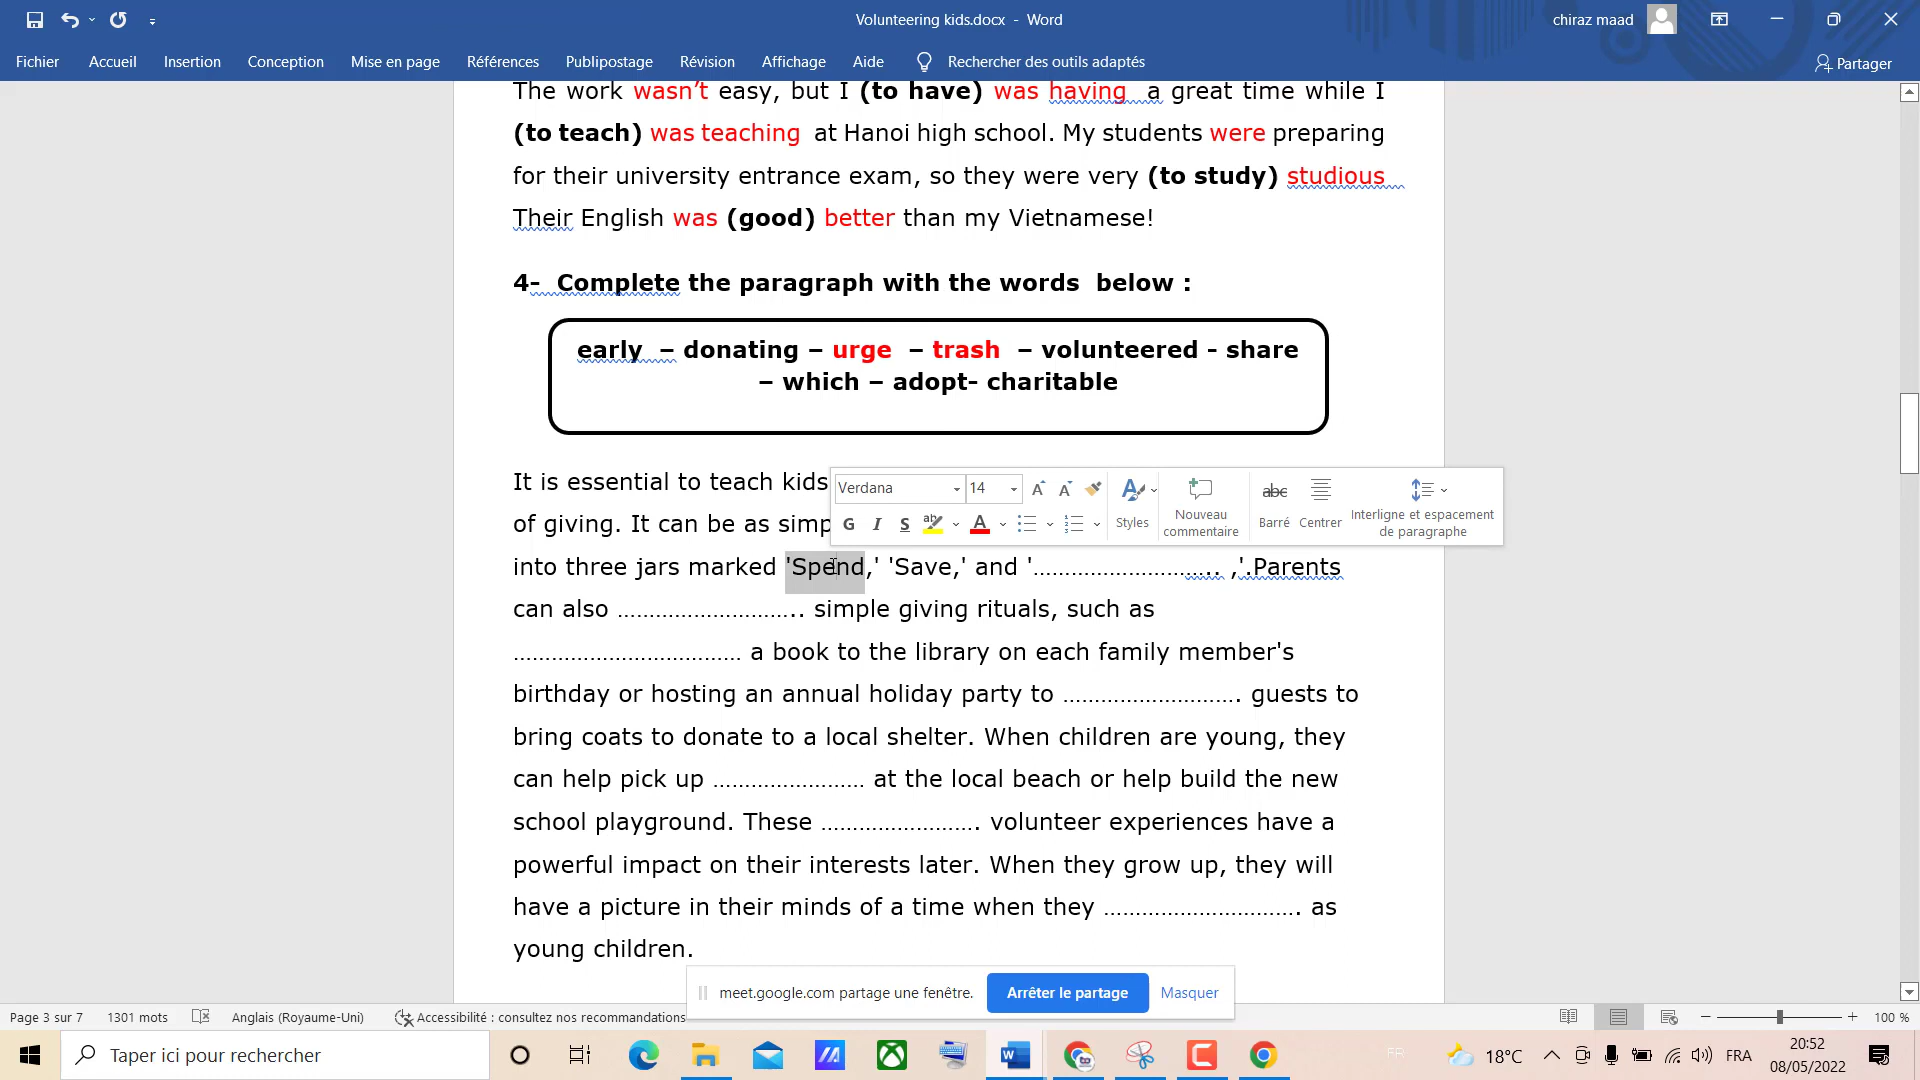 Volunteering kids.docx - Word
chiraz maad
Fichier Accueil Insertion Conception Mise en page Références Publipostage Révision Affichage Aide Rechercher des outils adaptés Partager
The work wasn't easy, but I (to have) was having a great time while I
(to teach) was teaching at Hanoi high school. My students were preparing
for their university entrance exam, so they were very (to study) studious
Their English was (good) better than my Vietnamese!
4- Complete the paragraph with the words below :
early – donating – urge – trash – volunteered - share
– which – adopt- charitable
It is essential to teach kids
of giving. It can be as simp
Verdana 14
G I S
Styles
Nouveau commentaire
Barré
Centrer
Interligne et espacement de paragraphe
into three jars marked 'Spend,' 'Save,' and '……………………….. ,'.Parents
can also ……………………….. simple giving rituals, such as
……………………………… a book to the library on each family member's
birthday or hosting an annual holiday party to ………………………. guests to
bring coats to donate to a local shelter. When children are young, they
can help pick up …………………… at the local beach or help build the new
school playground. These ……………………. volunteer experiences have a
powerful impact on their interests later. When they grow up, they will
have a picture in their minds of a time when they …………………………. as
young children.
meet.google.com partage une fenêtre. Arrêter le partage Masquer
Page 3 sur 7 1301 mots Anglais (Royaume-Uni) Accessibilité : consultez nos recommandations 100 %
Taper ici pour rechercher
FR 18°C FRA
20:52
08/05/2022